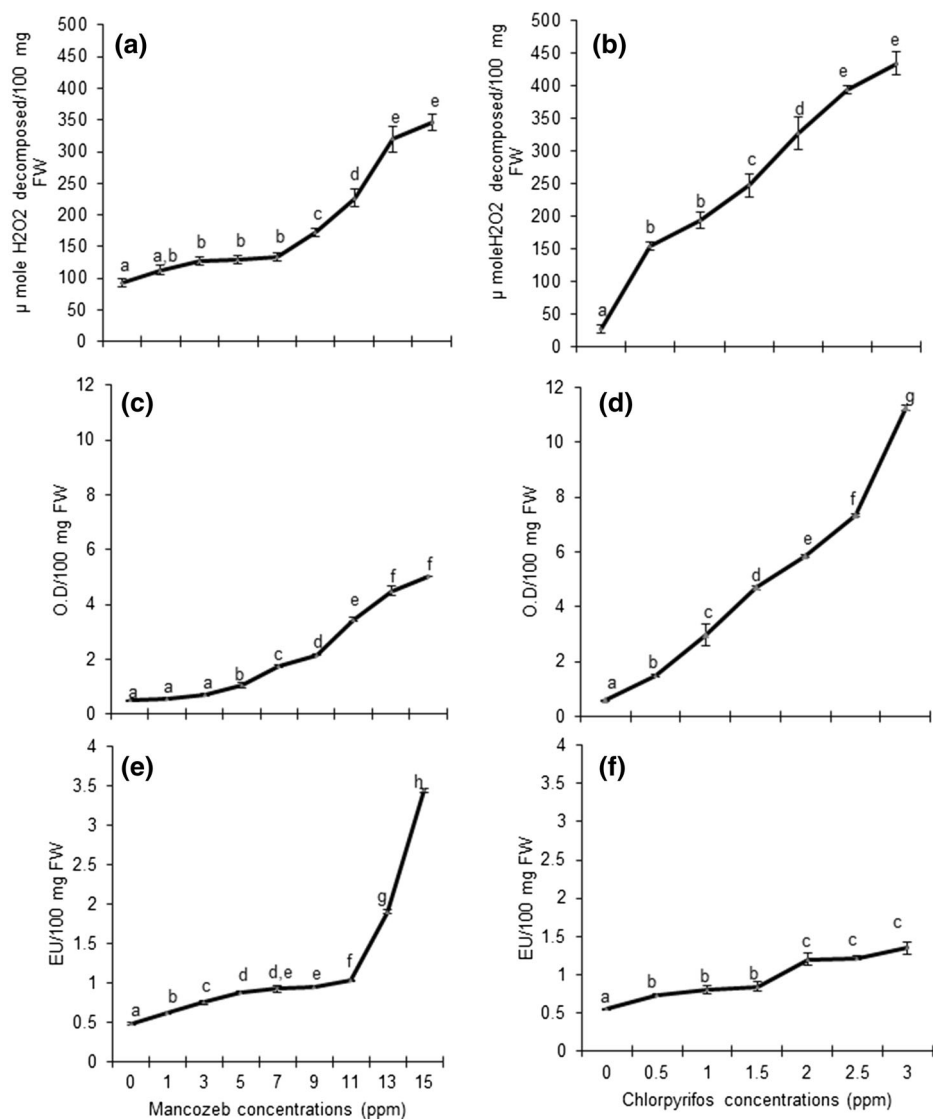 (a)
µ mole H2O2 decomposed/100 mg
FW
500
450
400
350
300
250
200
150
100
50
0
a
a,b
b
b
b
c
d
e
e
(b)
µ moleH2O2 decomposed/100 mg
FW
500
450
400
350
300
250
200
150
100
50
0
a
b
b
c
d
e
e
(c)
O.D/100 mg FW
12
10
8
6
4
2
0
a
a
a
b
c
d
e
f
f
(d)
O.D/100 mg FW
12
10
8
6
4
2
0
a
b
c
d
e
f
g
(e)
EU/100 mg FW
4
3.5
3
2.5
2
1.5
1
0.5
0
a
b
c
d
d,e
e
f
g
h
0 1 3 5 7 9 11 13 15
Mancozeb concentrations (ppm)
(f)
EU/100 mg FW
4
3.5
3
2.5
2
1.5
1
0.5
0
a
b
b
b
c
c
c
0 0.5 1 1.5 2 2.5 3
Chlorpyrifos concentrations (ppm)